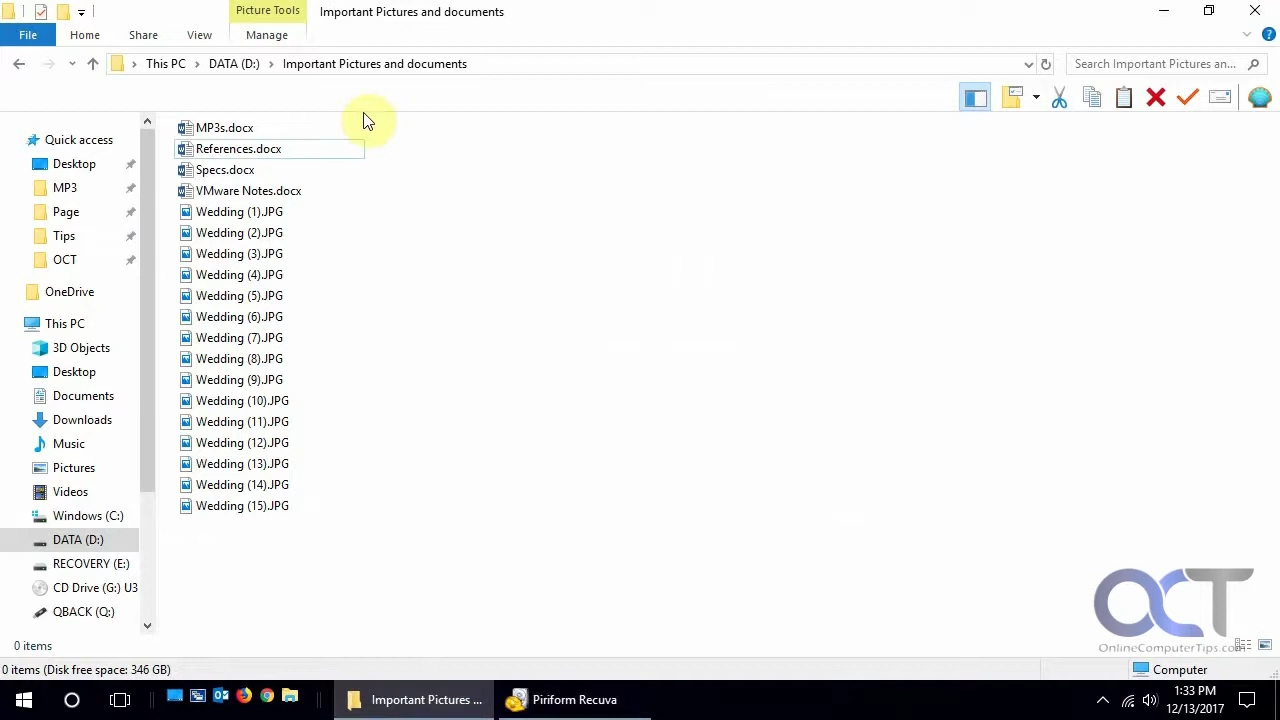 Picture Tools
Important Pictures and documents
File
Home
Share
View
Manage
This PC
DATA (D:)
Important Pictures and documents
Search Important Pictures an...
Quick access
Desktop
MP3
Page
Tips
OCT
OneDrive
This PC
3D Objects
Desktop
Documents
Downloads
Music
Pictures
Videos
Windows (C:)
DATA (D:)
RECOVERY (E:)
CD Drive (G:) U3
QBACK (Q:)
MP3s.docx
References.docx
Specs.docx
VMware Notes.docx
Wedding (1).JPG
Wedding (2).JPG
Wedding (3).JPG
Wedding (4).JPG
Wedding (5).JPG
Wedding (6).JPG
Wedding (7).JPG
Wedding (8).JPG
Wedding (9).JPG
Wedding (10).JPG
Wedding (11).JPG
Wedding (12).JPG
Wedding (13).JPG
Wedding (14).JPG
Wedding (15).JPG
OCT
OnlineComputerTips.com
0 items
0 items (Disk free space: 346 GB)
Computer
Important Pictures ...
Piriform Recuva
1:33 PM
12/13/2017